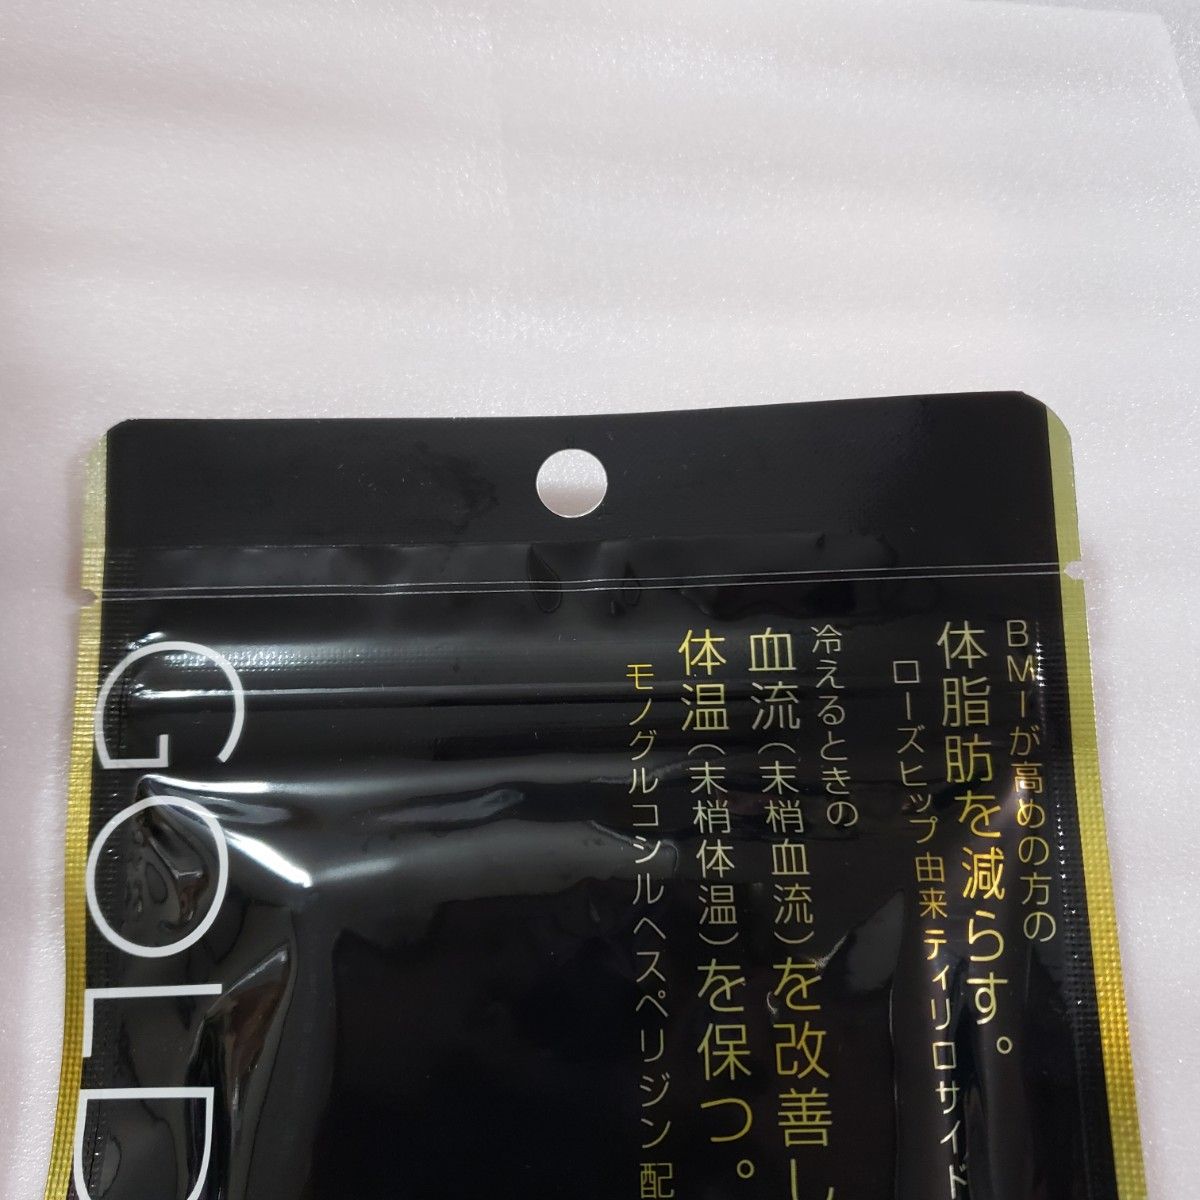 BMIが高めの方の
体脂肪を減らす。
ローズヒップ由来ティリロサイド
冷えるときの
血流(末梢血流)を改善し
体温(末梢体温)を保つ。
モノグルコシルヘスペリジン配
GOLD